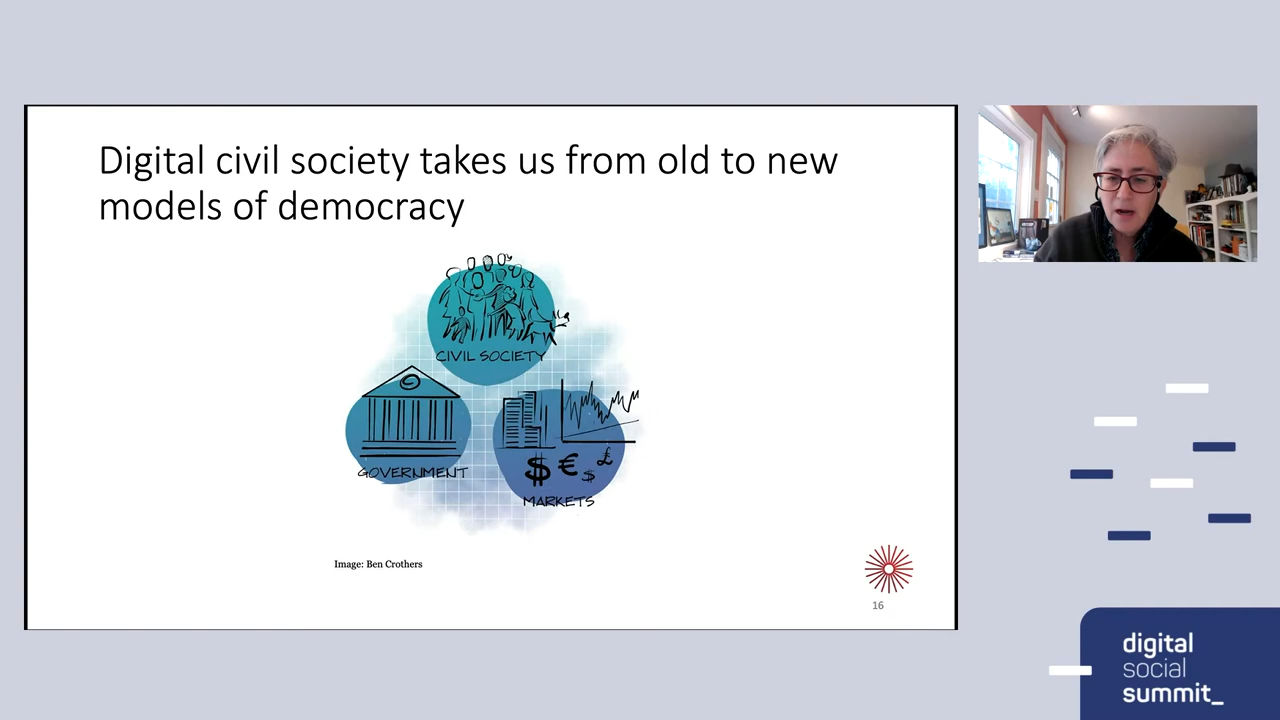 Digital civil society takes us from old to new
models of democracy
CIVIL SOCIETY
GOVERNMENT
$ € $ £
MARKETS
Image: Ben Crothers
16
digital
social
summit_